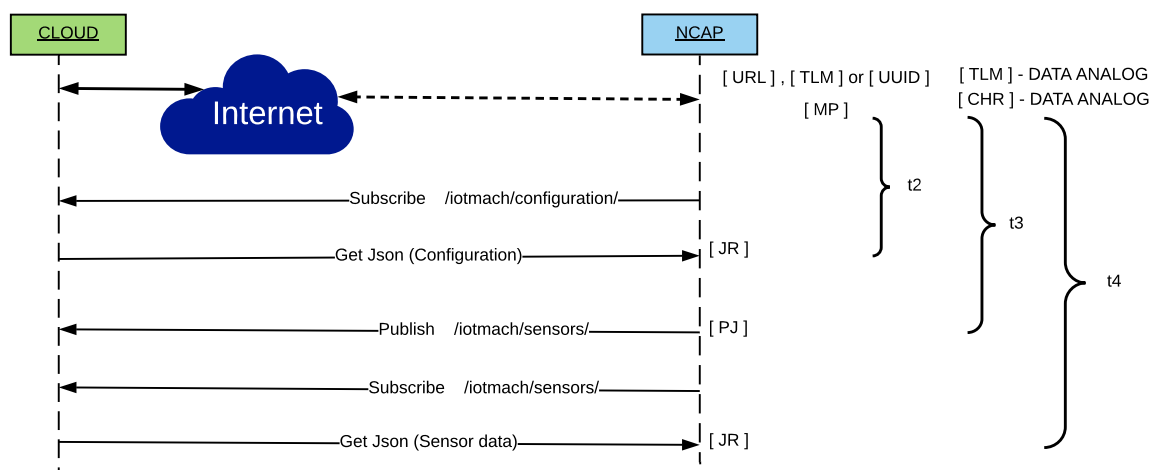 CLOUD
NCAP
[ URL ] , [ TLM ] or [ UUID ]
[ MP ]
[ TLM ] - DATA ANALOG
[ CHR ] - DATA ANALOG
Internet
t2
Subscribe /iotmach/configuration/
t3
Get Json (Configuration)
[ JR ]
t4
Publish /iotmach/sensors/
[ PJ ]
Subscribe /iotmach/sensors/
Get Json (Sensor data)
[ JR ]